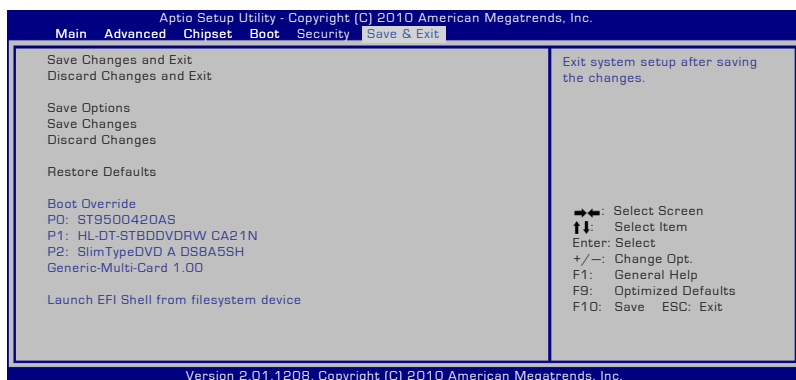 Aptio Setup Utility - Copyright (C) 2010 American Megatrends, Inc.
Main Advanced Chipset Boot Security Save & Exit
Save Changes and Exit
Discard Changes and Exit
Save Options
Save Changes
Discard Changes
Restore Defaults
Boot Override
P0: ST9500420AS
P1: HL-DT-STBDDVDRW CA21N
P2: SlimTypeDVD A DS8A5SH
Generic-Multi-Card 1.00
Launch EFI Shell from filesystem device
Exit system setup after saving
the changes.
→←: Select Screen
↑↓: Select Item
Enter: Select
+/—: Change Opt.
F1: General Help
F9: Optimized Defaults
F10: Save ESC: Exit
Version 2.01.1208. Copyright (C) 2010 American Megatrends, Inc.